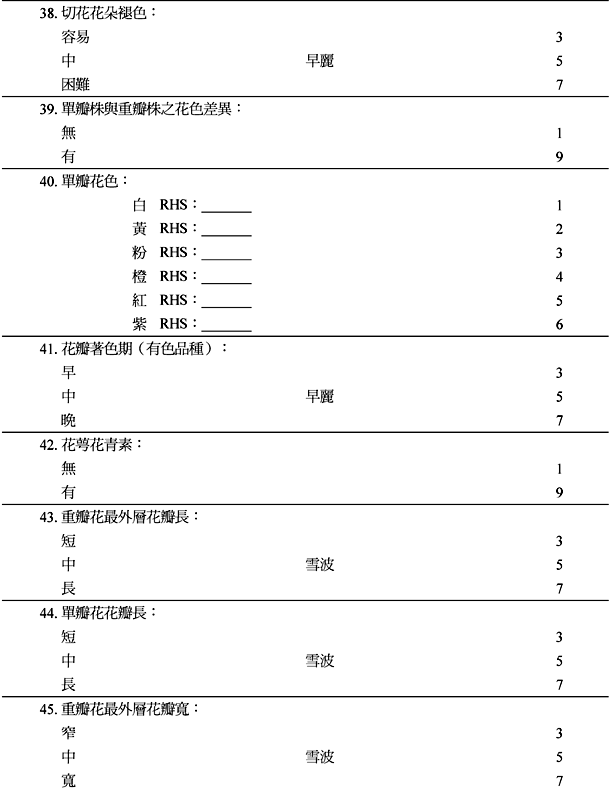 38. 切花花朵褪色：
容易 3
中 早麗 5
困難 7
39. 單瓣株與重瓣株之花色差異：
無 1
有 9
40. 單瓣花色：
白 RHS：______ 1
黃 RHS：______ 2
粉 RHS：______ 3
橙 RHS：______ 4
紅 RHS：______ 5
紫 RHS：______ 6
41. 花瓣著色期（有色品種）：
早 3
中 早麗 5
晚 7
42. 花萼花青素：
無 1
有 9
43. 重瓣花最外層花瓣長：
短 3
中 雪波 5
長 7
44. 單瓣花花瓣長：
短 3
中 雪波 5
長 7
45. 重瓣花最外層花瓣寬：
窄 3
中 雪波 5
寬 7